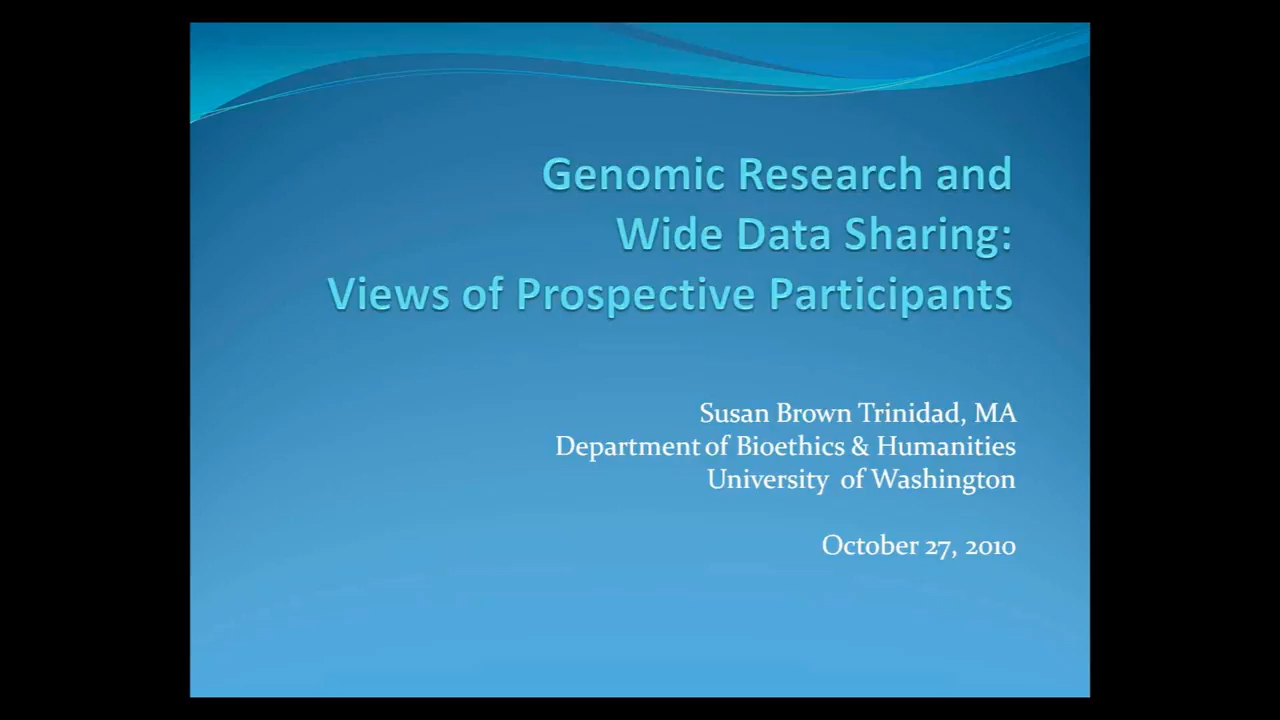 Genomic Research and
Wide Data Sharing:
Views of Prospective Participants
Susan Brown Trinidad, MA
Department of Bioethics & Humanities
University of Washington
October 27, 2010